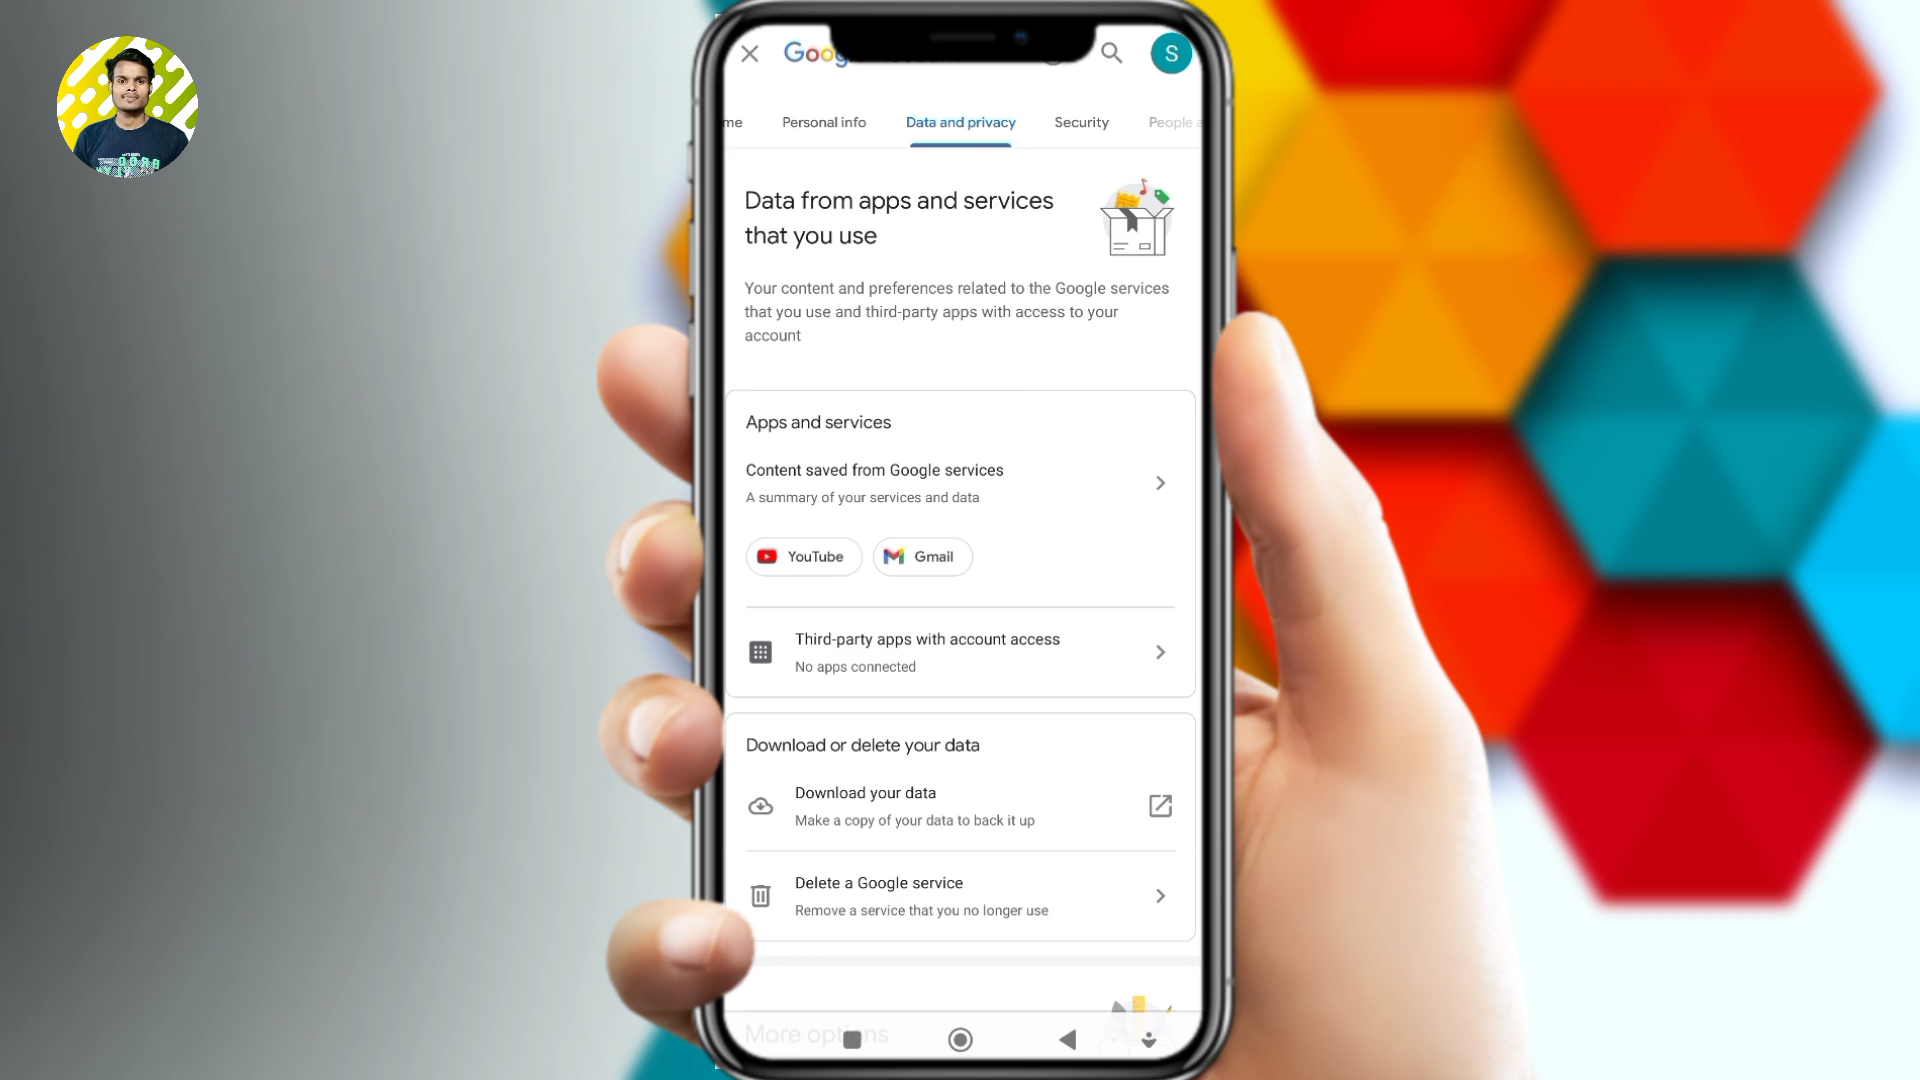 Goog
S
me Personal info Data and privacy Security People a
Data from apps and services
that you use
Your content and preferences related to the Google services
that you use and third-party apps with access to your
account
Apps and services
Content saved from Google services
A summary of your services and data
YouTube Gmail
Third-party apps with account access
No apps connected
Download or delete your data
Download your data
Make a copy of your data to back it up
Delete a Google service
Remove a service that you no longer use
More options